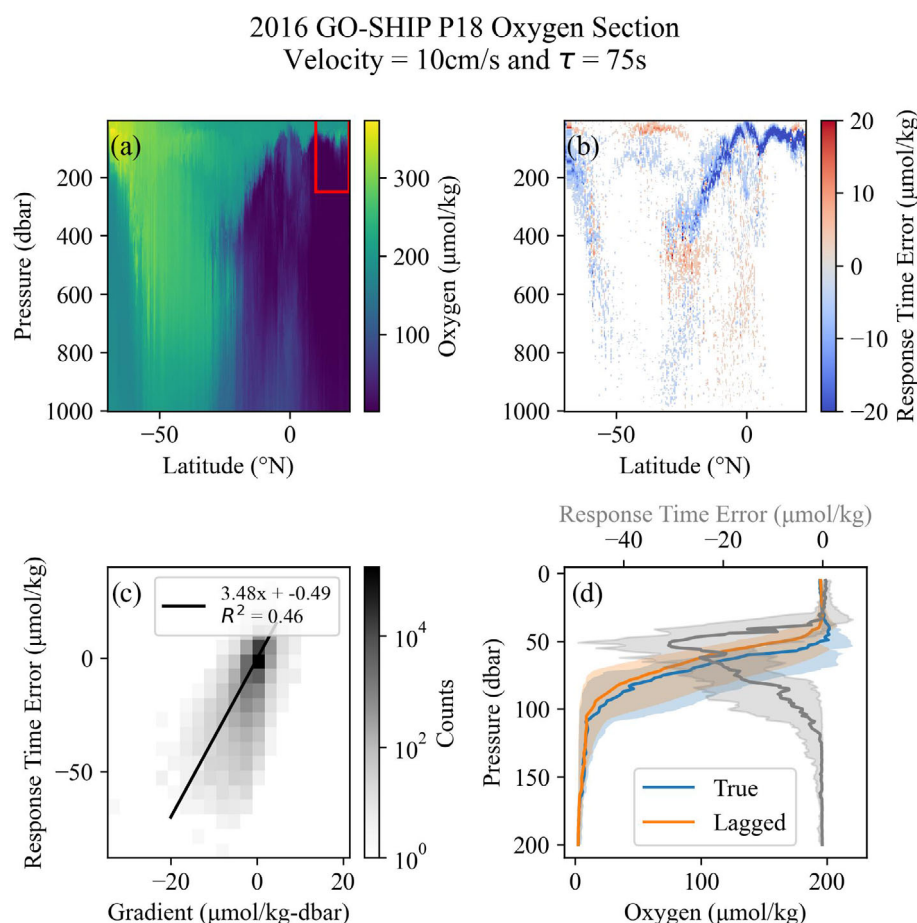 2016 GO-SHIP P18 Oxygen Section
Velocity = 10cm/s and τ = 75s
(a)
Pressure (dbar)
200
400
600
800
1000
−50
0
Latitude (°N)
300
200
100
Oxygen (μmol/kg)
(b)
200
400
600
800
1000
−50
0
Latitude (°N)
20
10
0
−10
−20
Response Time Error (μmol/kg)
(c)
3.48x + -0.49
R² = 0.46
Response Time Error (μmol/kg)
0
−50
−20
0
20
Gradient (μmol/kg-dbar)
10⁴
10²
10⁰
Counts
Response Time Error (μmol/kg)
−40
−20
0
(d)
Pressure (dbar)
0
50
100
150
200
True
Lagged
0
100
200
Oxygen (μmol/kg)